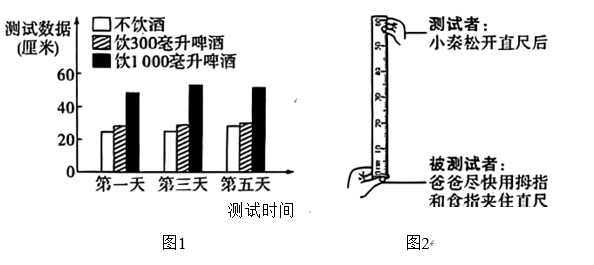 测试数据
(厘米)
不饮酒
饮300毫升啤酒
饮1000毫升啤酒
60
40
20
0
第一天 第三天 第五天
测试时间
图1
测试者:
小泰松开直尺后
被测试者:
爸爸尽快用拇指
和食指夹住直尺
图2